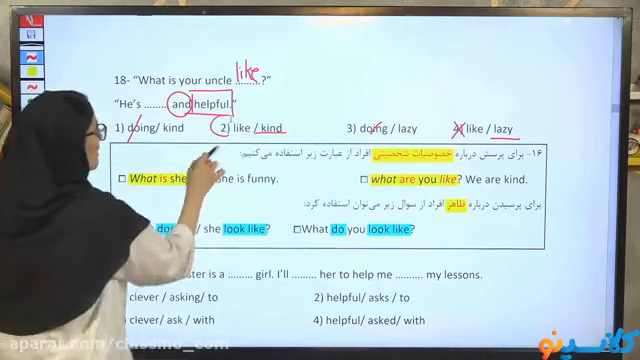 18- "What is your uncle like ........?"
"He's ........ and helpful."
1) doing/ kind 2) like / kind 3) doing / lazy 4) like / lazy
۱۶- برای پرسش درباره خصوصیات شخصیتی افراد از عبارت زیر استفاده می‌کنیم:
What is she She is funny. what are you like? We are kind.
برای پرسیدن درباره ظاهر افراد از سوال زیر می‌توان استفاده کرد:
/ she look like? What do you look like?
is a ......... girl. I'll ......... her to help me ......... my lessons.
clever / asking/ to 2) helpful/ asks / to
clever/ ask / with 4) helpful/ asked/ with
aparat.com/classino_com
کلاسینو